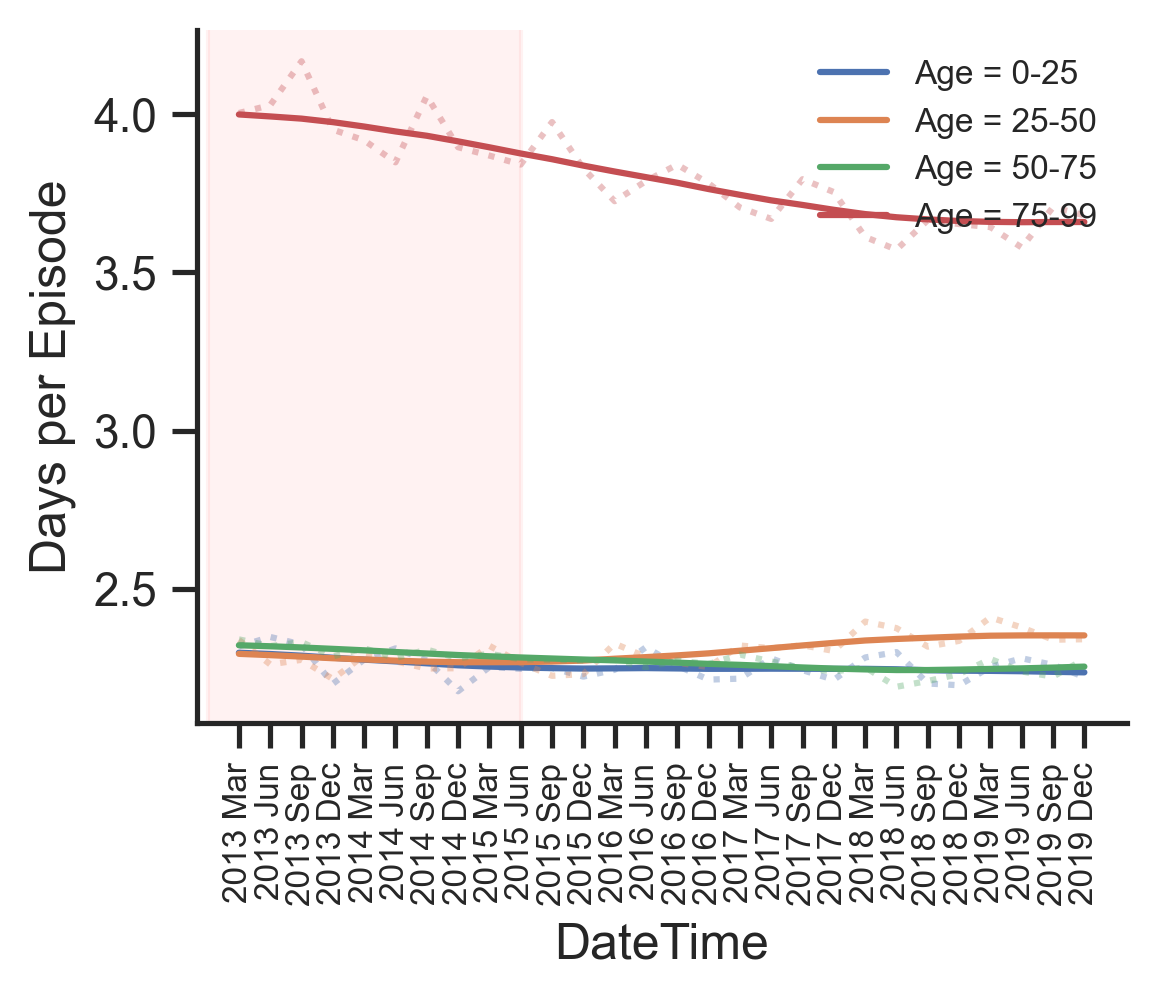 Age = 0-25
Age = 25-50
Age = 50-75
Age = 75-99
4.0
3.5
3.0
2.5
Days per Episode
2013 Mar
2013 Jun
2013 Sep
2013 Dec
2014 Mar
2014 Jun
2014 Sep
2014 Dec
2015 Mar
2015 Jun
2015 Sep
2015 Dec
2016 Mar
2016 Jun
2016 Sep
2016 Dec
2017 Mar
2017 Jun
2017 Sep
2017 Dec
2018 Mar
2018 Jun
2018 Sep
2018 Dec
2019 Mar
2019 Jun
2019 Sep
2019 Dec
DateTime